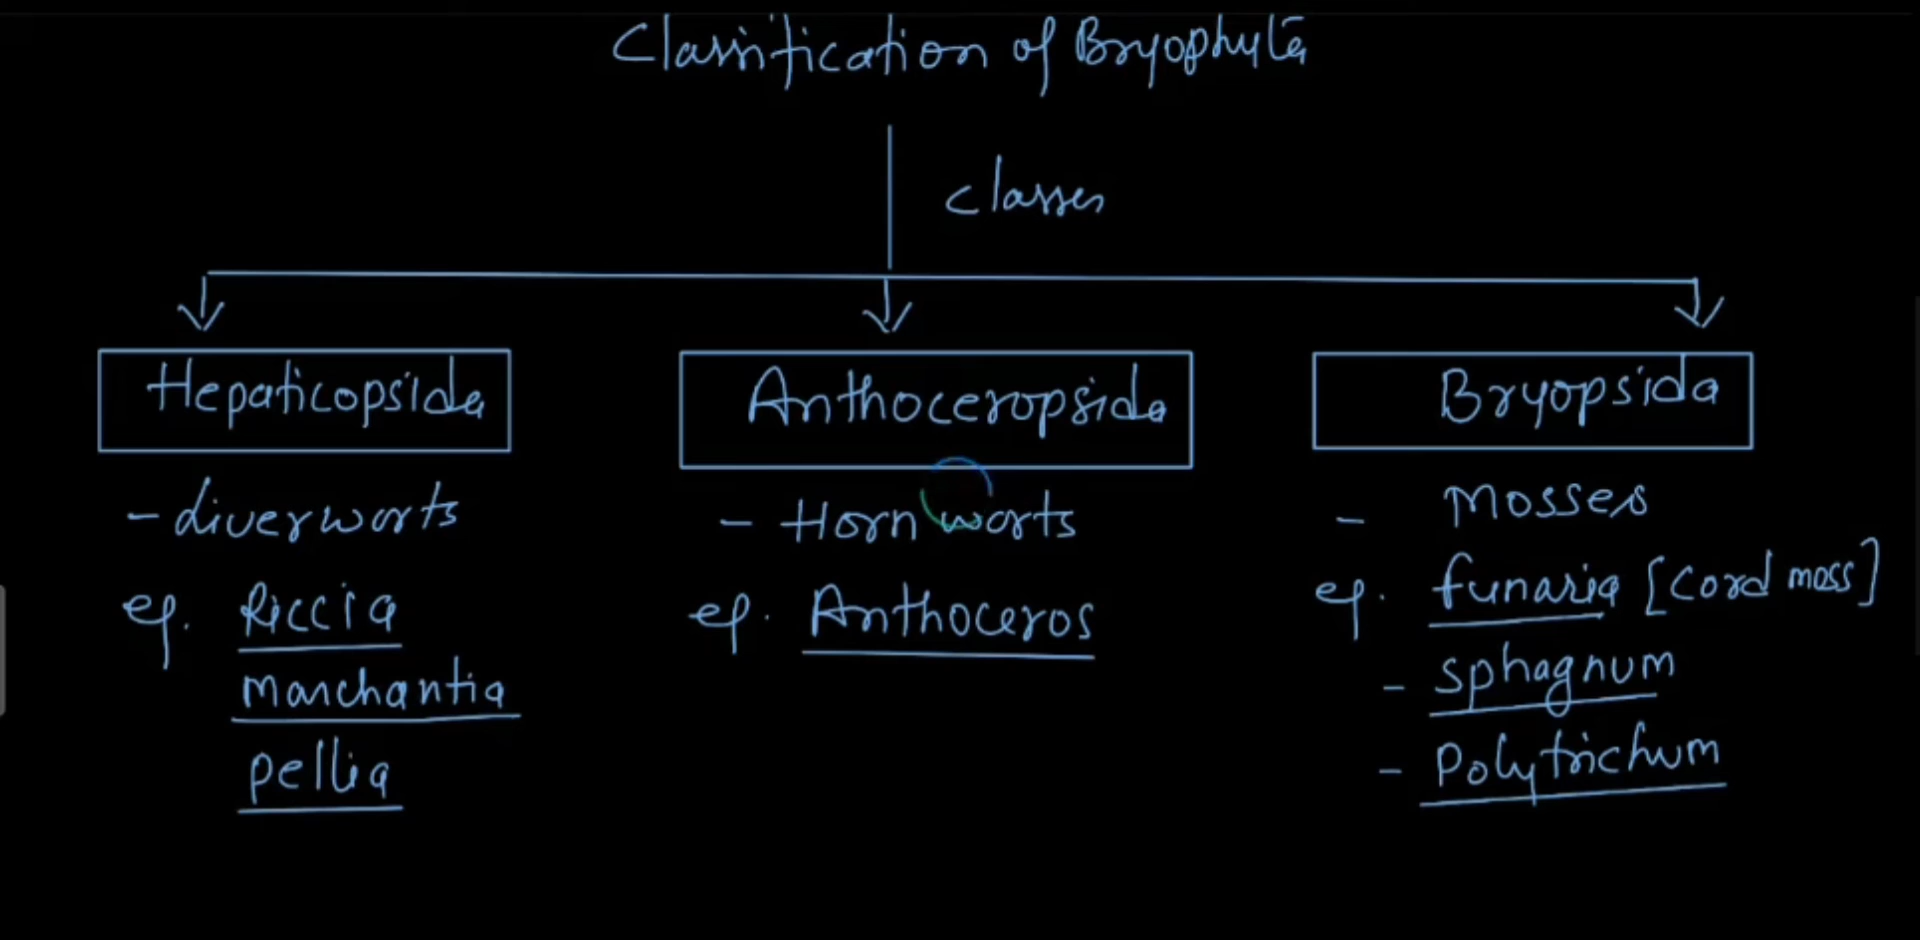 Classification of Bryophyta
classes
Hepaticopsida
Anthoceropsida
Bryopsida
- Liverworts
- Horn worts
- Mosses
eg. Riccia
eg. Anthoceros
eg. funaria [Cord moss]
Marchantia
- sphagnum
pellia
- Polytrichum